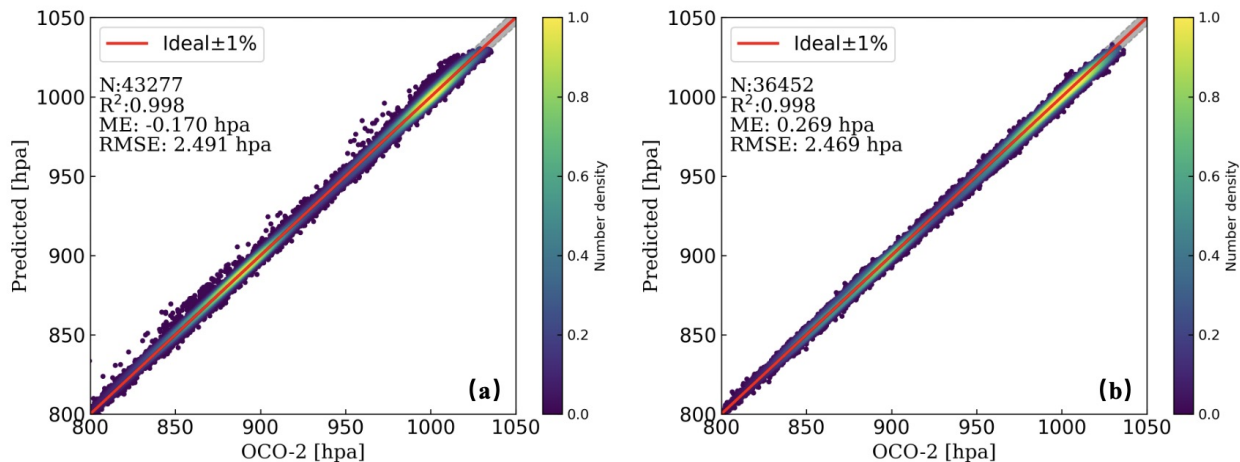 Ideal±1%
N:43277
R²:0.998
ME: -0.170 hpa
RMSE: 2.491 hpa
Predicted [hpa]
1050
1000
950
900
850
800
800 850 900 950 1000 1050
OCO-2 [hpa]
(a)
1.0
0.8
0.6
0.4
0.2
0.0
Number density
Ideal±1%
N:36452
R²:0.998
ME: 0.269 hpa
RMSE: 2.469 hpa
Predicted [hpa]
1050
1000
950
900
850
800
800 850 900 950 1000 1050
OCO-2 [hpa]
(b)
1.0
0.8
0.6
0.4
0.2
0.0
Number density